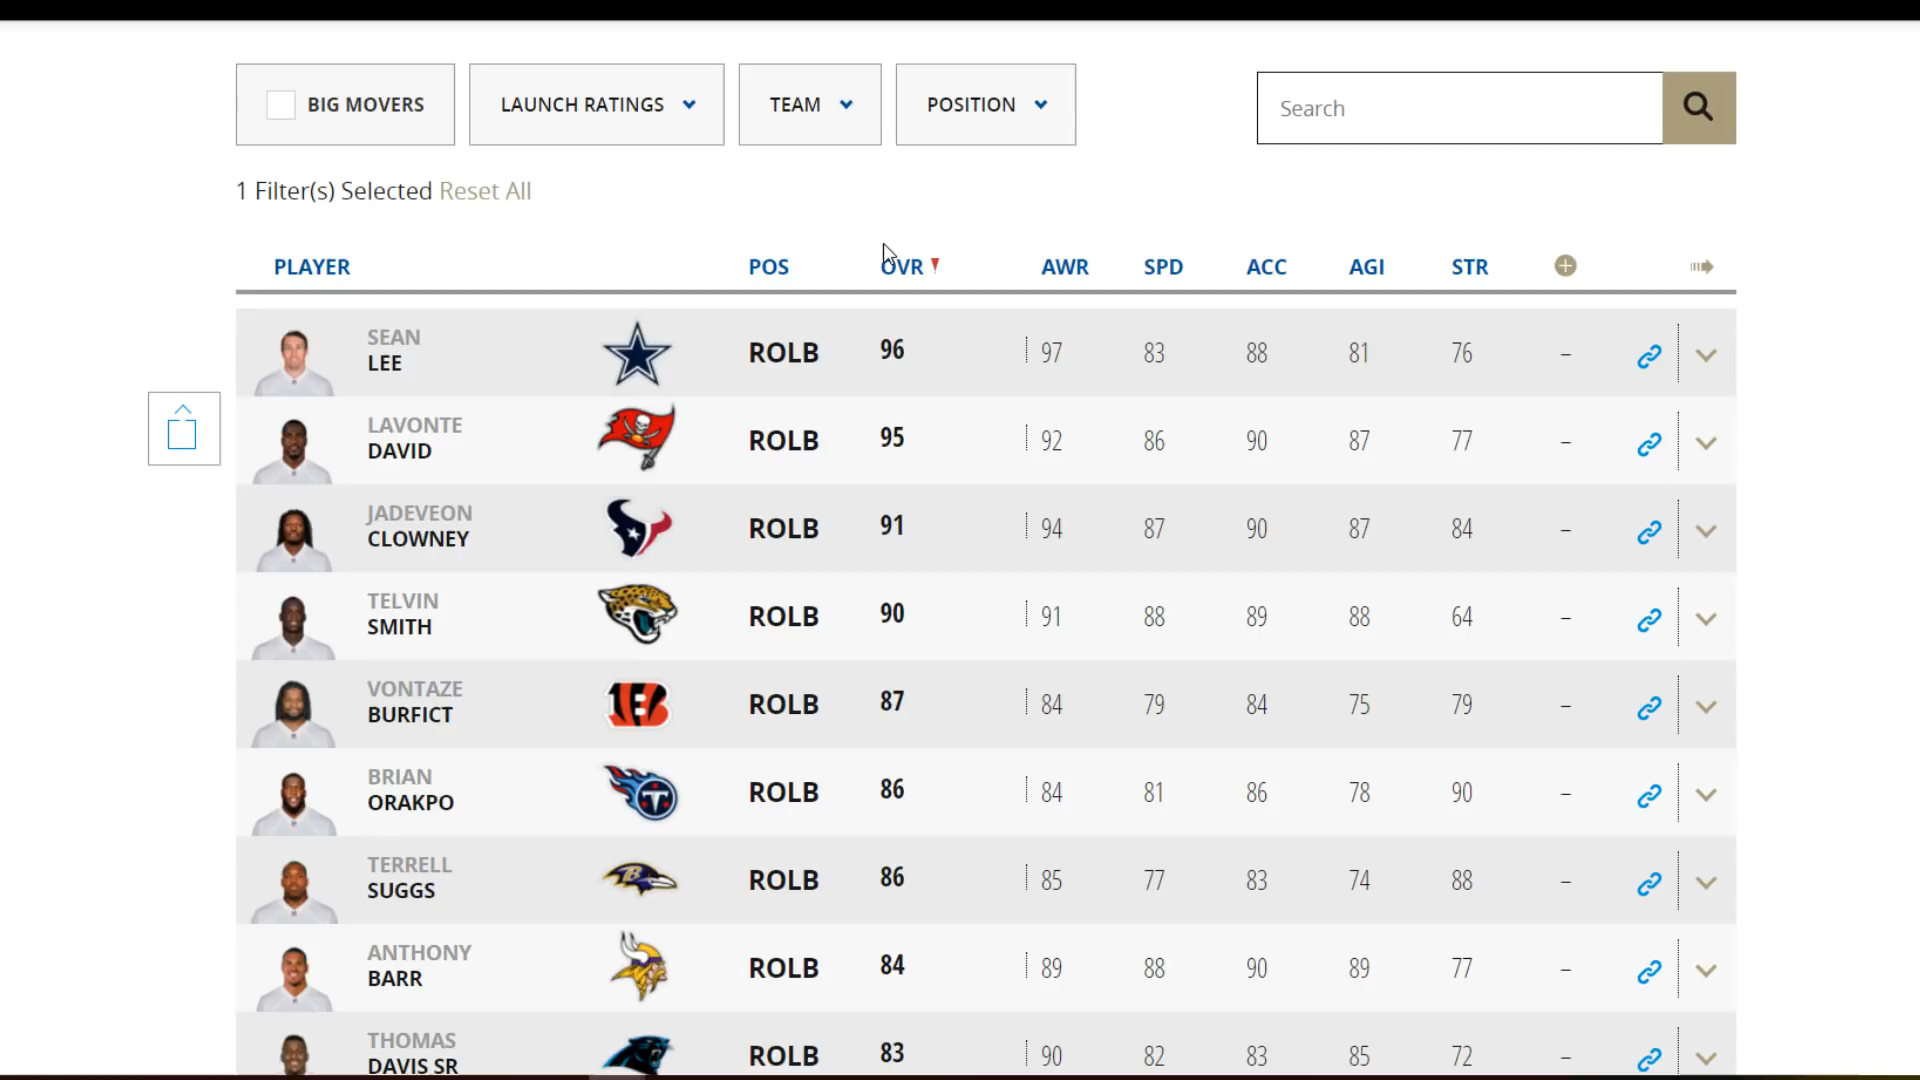 BIG MOVERS LAUNCH RATINGS TEAM POSITION Search
1 Filter(s) Selected Reset All
PLAYER POS OVR AWR SPD ACC AGI STR
SEAN
LEE ROLB 96 97 83 88 81 76 –
LAVONTE
DAVID ROLB 95 92 86 90 87 77 –
JADEVEON
CLOWNEY ROLB 91 94 87 90 87 84 –
TELVIN
SMITH ROLB 90 91 88 89 88 64 –
VONTAZE
BURFICT ROLB 87 84 79 84 75 79 –
BRIAN
ORAKPO ROLB 86 84 81 86 78 90 –
TERRELL
SUGGS ROLB 86 85 77 83 74 88 –
ANTHONY
BARR ROLB 84 89 88 90 89 77 –
THOMAS
DAVIS SR ROLB 83 90 82 83 85 72 –